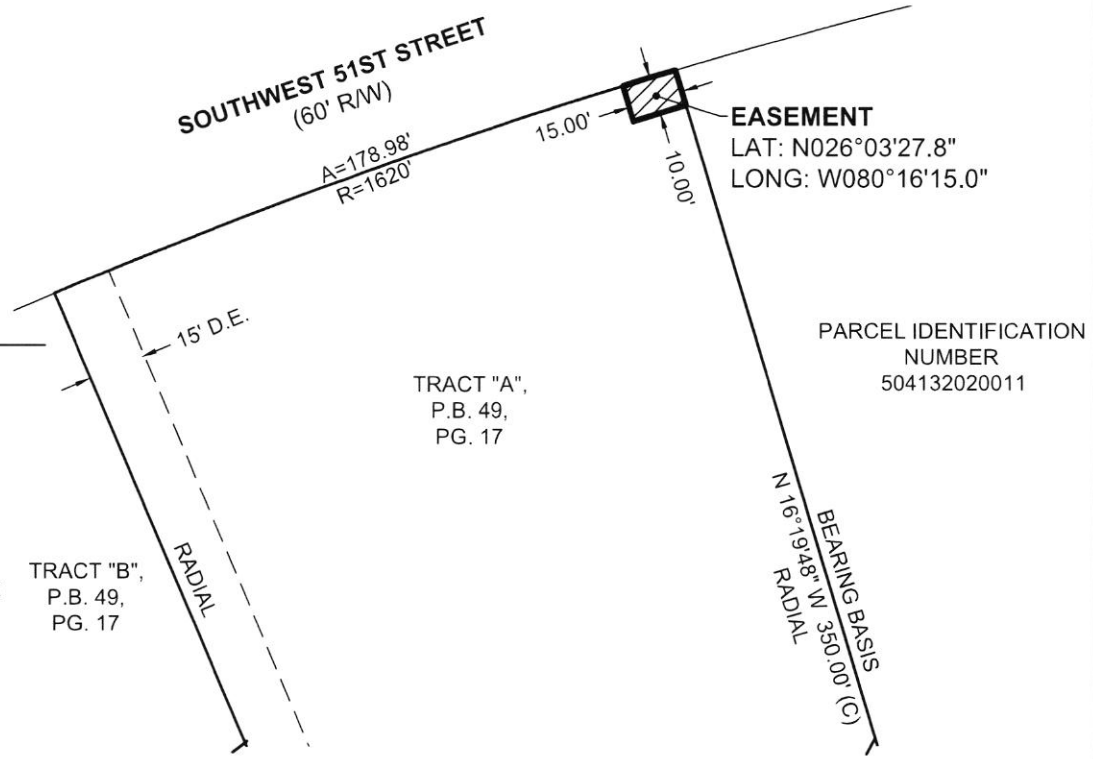 SOUTHWEST 51ST STREET
(60' R/W)
A=178.98'
R=1620'
15.00'
10.00'
EASEMENT
LAT: N026°03'27.8"
LONG: W080°16'15.0"
15' D.E.
PARCEL IDENTIFICATION
NUMBER
504132020011
TRACT "A",
P.B. 49,
PG. 17
TRACT "B",
P.B. 49,
PG. 17
RADIAL
BEARING BASIS
N 16°19'48" W 350.00' (C)
RADIAL